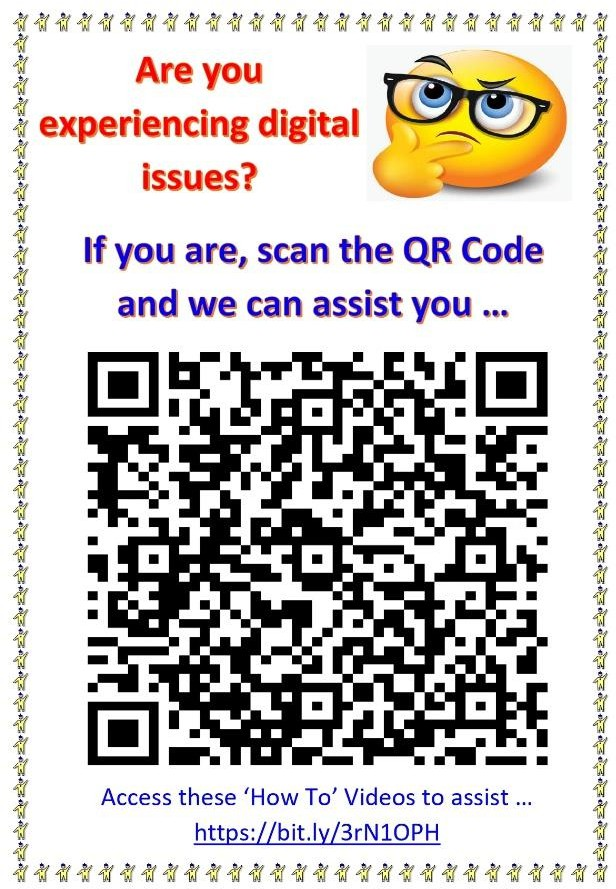 Are you
experiencing digital
issues?
If you are, scan the QR Code
and we can assist you ...
Access these ‘How To’ Videos to assist ...
https://bit.ly/3rN1OPH